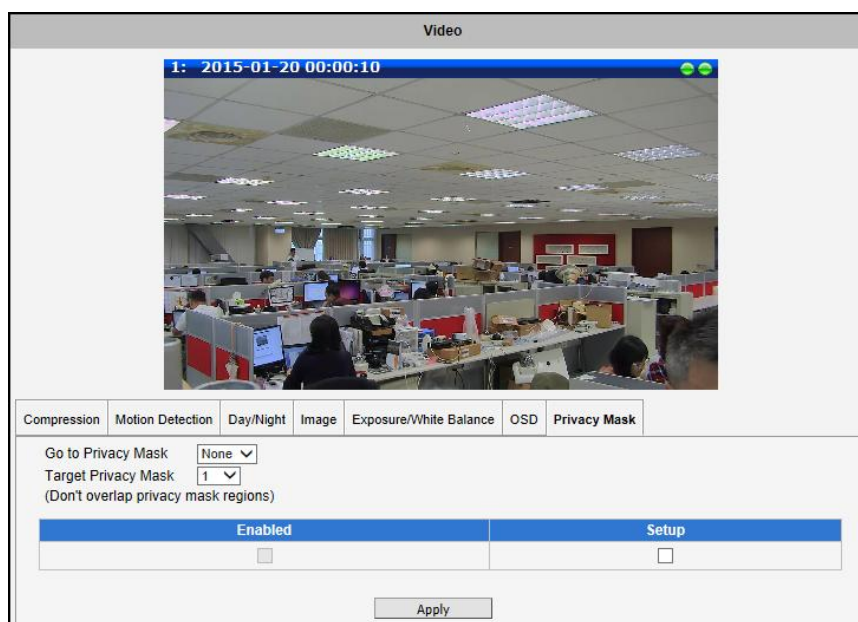 Video
1: 2015-01-20 00:00:10
Compression Motion Detection Day/Night Image Exposure/White Balance OSD Privacy Mask
Go to Privacy Mask None
Target Privacy Mask 1
(Don't overlap privacy mask regions)
Enabled Setup
Apply